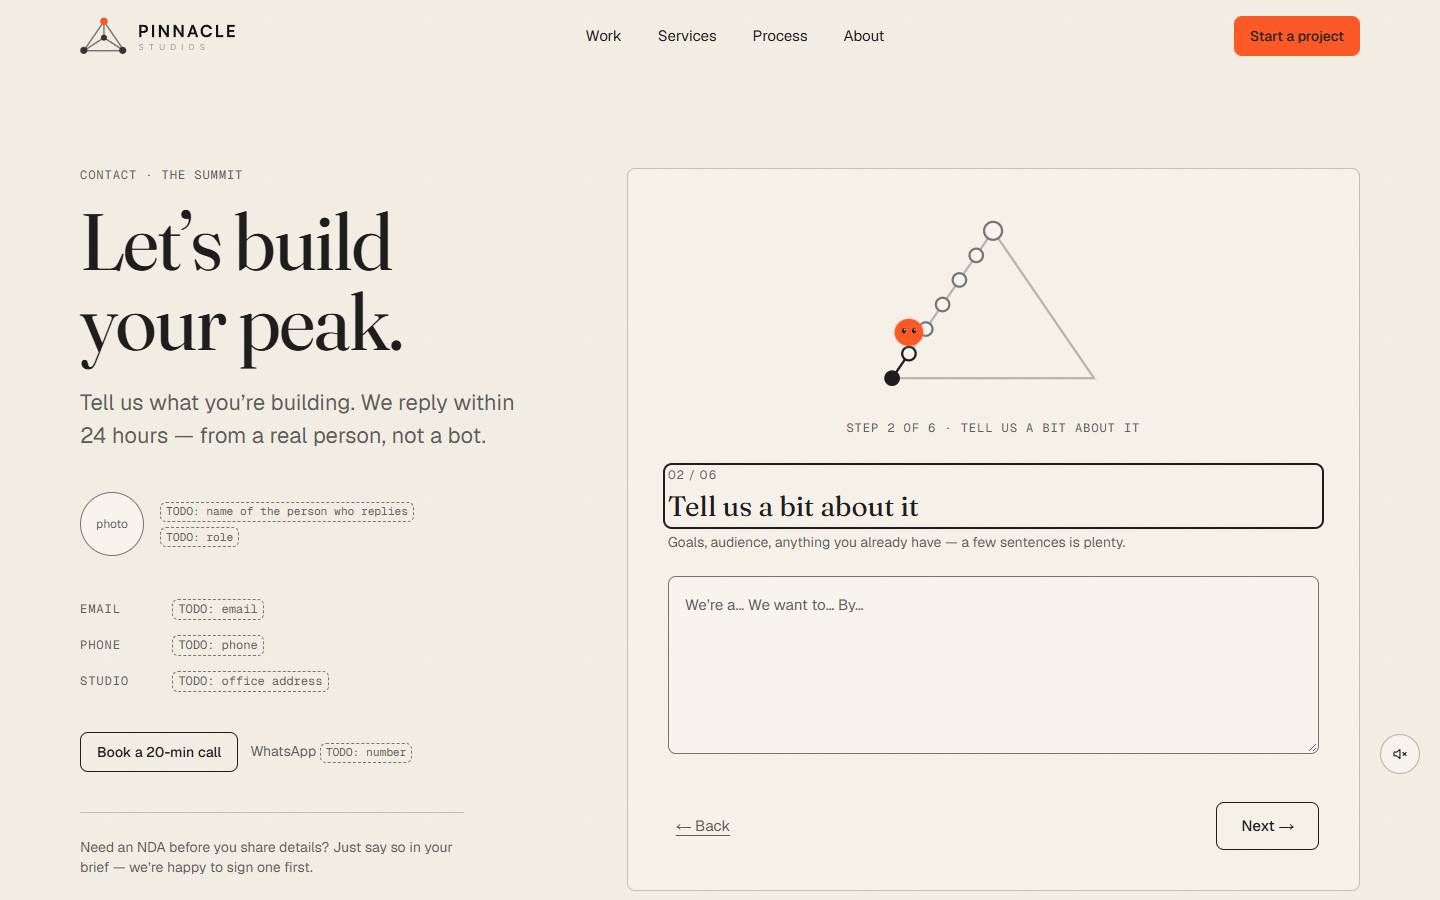 PINNACLE
STUDIOS
Work
Services
Process
About
Start a project
CONTACT · THE SUMMIT
Let’s build
your peak.
Tell us what you’re building. We reply within
24 hours — from a real person, not a bot.
photo
TODO: name of the person who replies
TODO: role
EMAIL TODO: email
PHONE TODO: phone
STUDIO TODO: office address
Book a 20-min call
WhatsApp TODO: number
Need an NDA before you share details? Just say so in your
brief — we’re happy to sign one first.
STEP 2 OF 6 · TELL US A BIT ABOUT IT
02 / 06
Tell us a bit about it
Goals, audience, anything you already have — a few sentences is plenty.
We’re a… We want to… By…
← Back
Next →